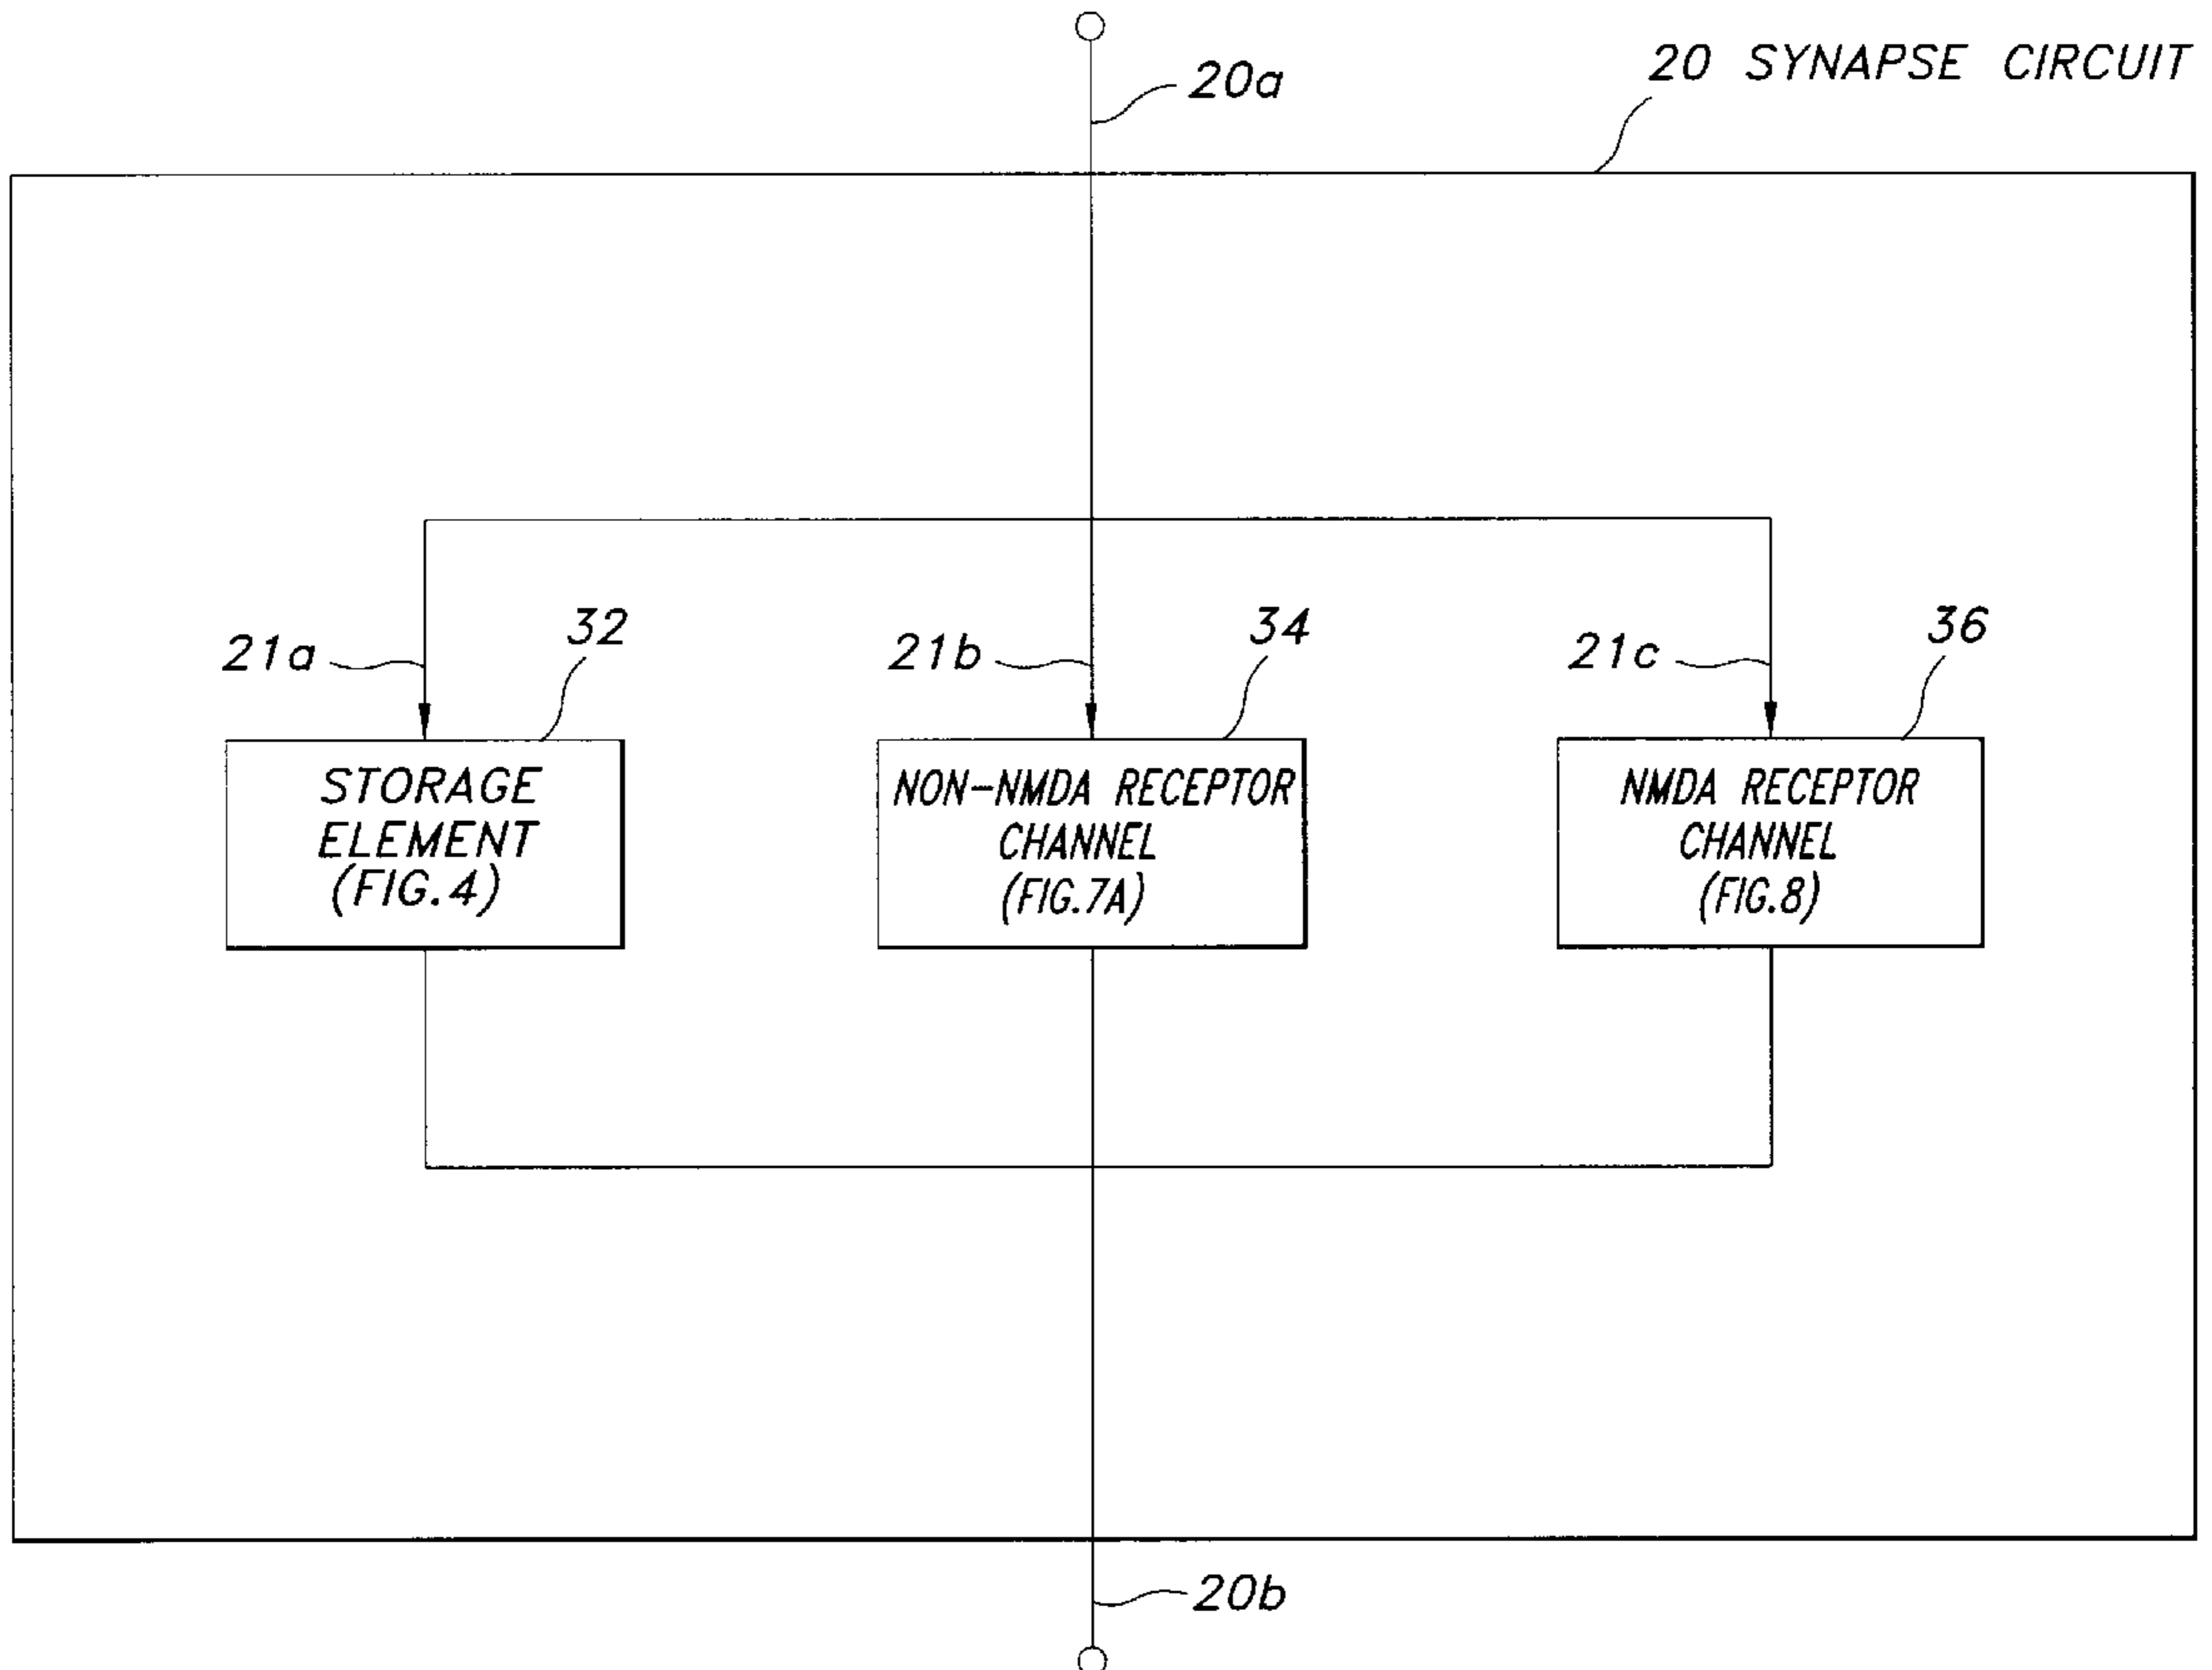 20a
20 SYNAPSE CIRCUIT
21a
32
21b
34
21c
36
STORAGE
ELEMENT
(FIG.4)
NON-NMDA RECEPTOR
CHANNEL
(FIG.7A)
NMDA RECEPTOR
CHANNEL
(FIG.8)
20b